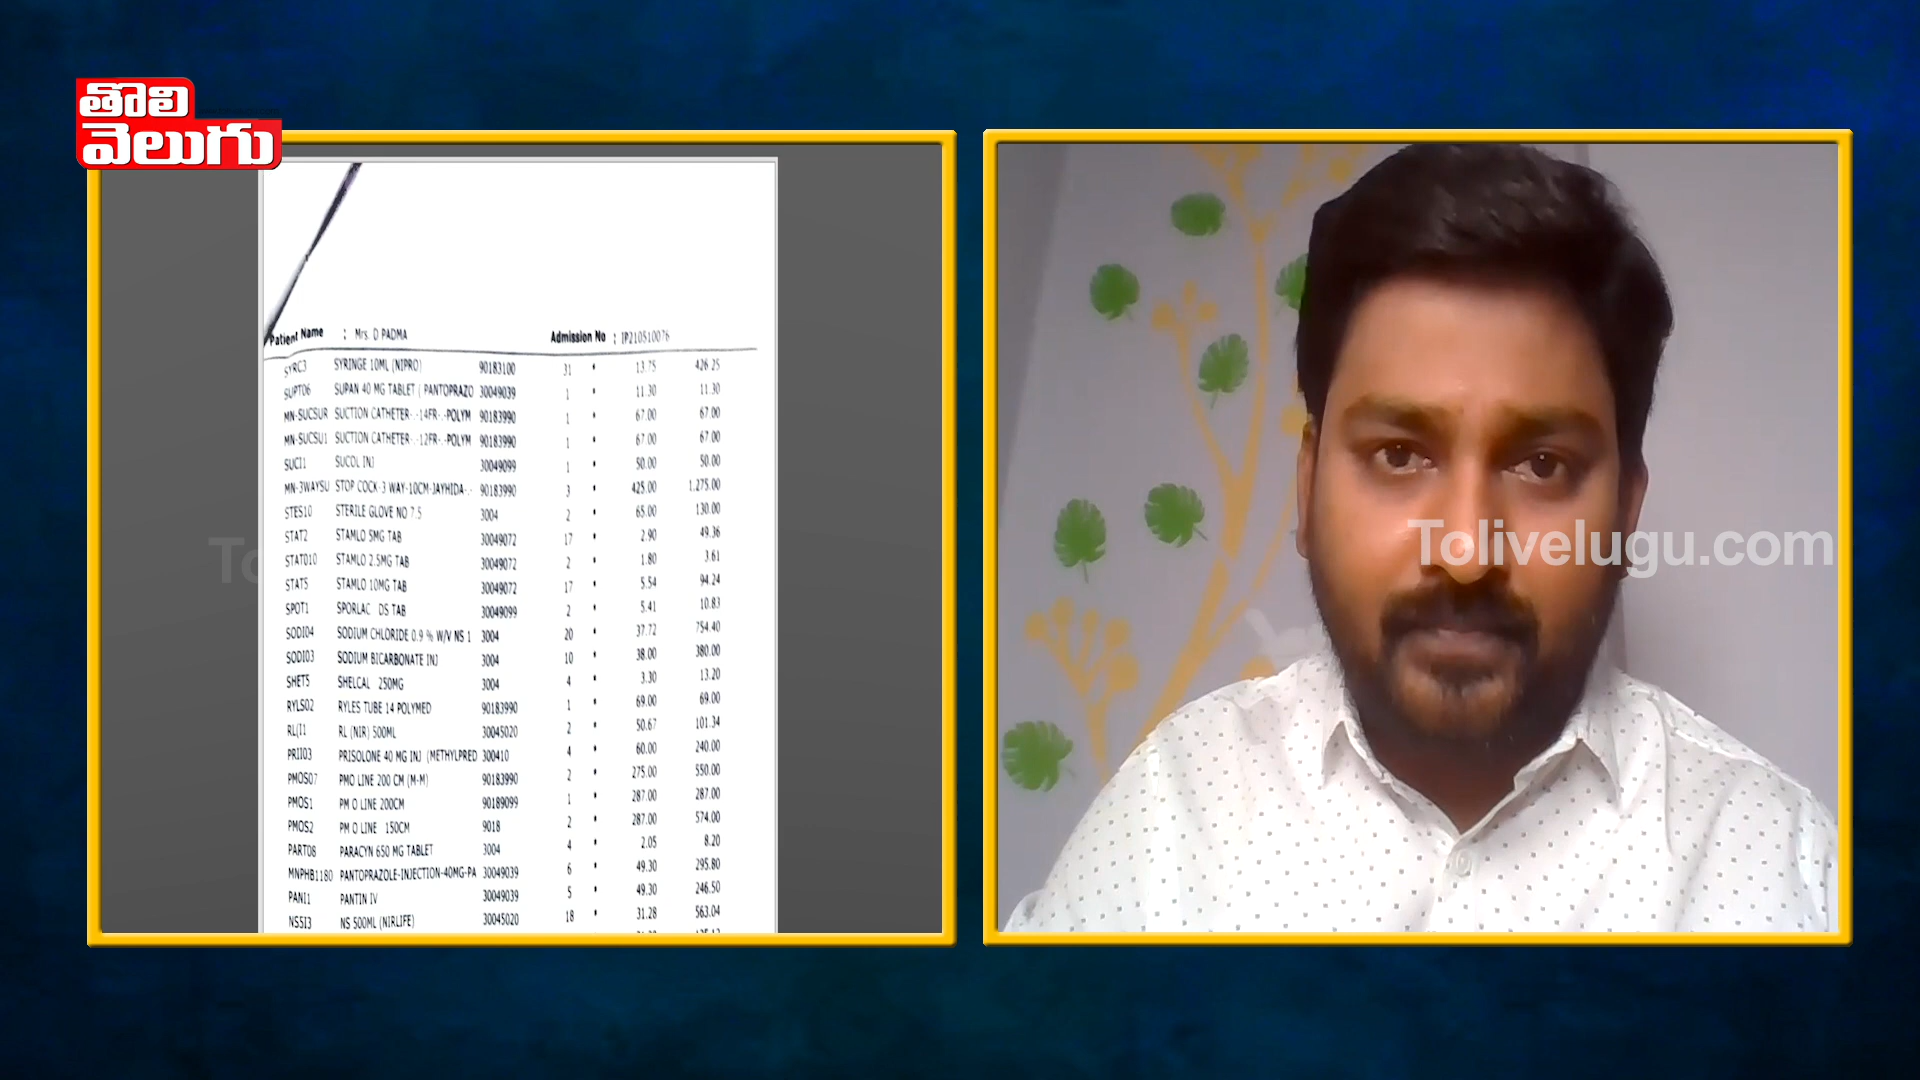 తొలి
వెలుగు
Patient Name : Mrs. D PADMA Admission No : IP210510076
SYRC3 SYRINGE 10ML (NIPRO) 90183100 31 * 13.75 426.25
SUPT06 SUPAN 40 MG TABLET ( PANTOPRAZO 30049039 1 * 11.30 11.30
MN-SUCSUR SUCTION CATHETER-.-14FR-.-POLYM 90183990 1 * 67.00 67.00
MN-SUCSU1 SUCTION CATHETER-.-12FR-.-POLYM 90183990 1 * 67.00 67.00
SUCI1 SUCOL INJ 30049099 1 * 50.00 50.00
MN-3WAYSU STOP COCK-3 WAY-10CM-JAYHIDA-.- 90183990 3 * 425.00 1,275.00
STES10 STERILE GLOVE NO 7.5 3004 2 * 65.00 130.00
STAT2 STAMLO 5MG TAB 30049072 17 * 2.90 49.36
STAT010 STAMLO 2.5MG TAB 30049072 2 * 1.80 3.61
STAT5 STAMLO 10MG TAB 30049072 17 * 5.54 94.24
SPOT1 SPORLAC DS TAB 30049099 2 * 5.41 10.83
SODI04 SODIUM CHLORIDE 0.9 % W/V NS 1 3004 20 * 37.72 754.40
SODI03 SODIUM BICARBONATE INJ 3004 10 * 38.00 380.00
SHET5 SHELCAL 250MG 3004 4 * 3.30 13.20
RYLS02 RYLES TUBE 14 POLYMED 90183990 1 * 69.00 69.00
RL(I1 RL (NIR) 500ML 30045020 2 * 50.67 101.34
PRII03 PRISOLONE 40 MG INJ (METHYLPRED 300410 4 * 60.00 240.00
PMOS07 PMO LINE 200 CM (M-M) 90183990 2 * 275.00 550.00
PMOS1 PM O LINE 200CM 90189099 1 * 287.00 287.00
PMOS2 PM O LINE 150CM 9018 2 * 287.00 574.00
PART08 PARACYN 650 MG TABLET 3004 4 * 2.05 8.20
MNPHB1180 PANTOPRAZOLE-INJECTION-40MG-PA 30049039 6 * 49.30 295.80
PANI1 PANTIN IV 30049039 5 * 49.30 246.50
NSSI3 NS 500ML (NIRLIFE) 30045020 18 * 31.28 563.04
Tolivelugu.com